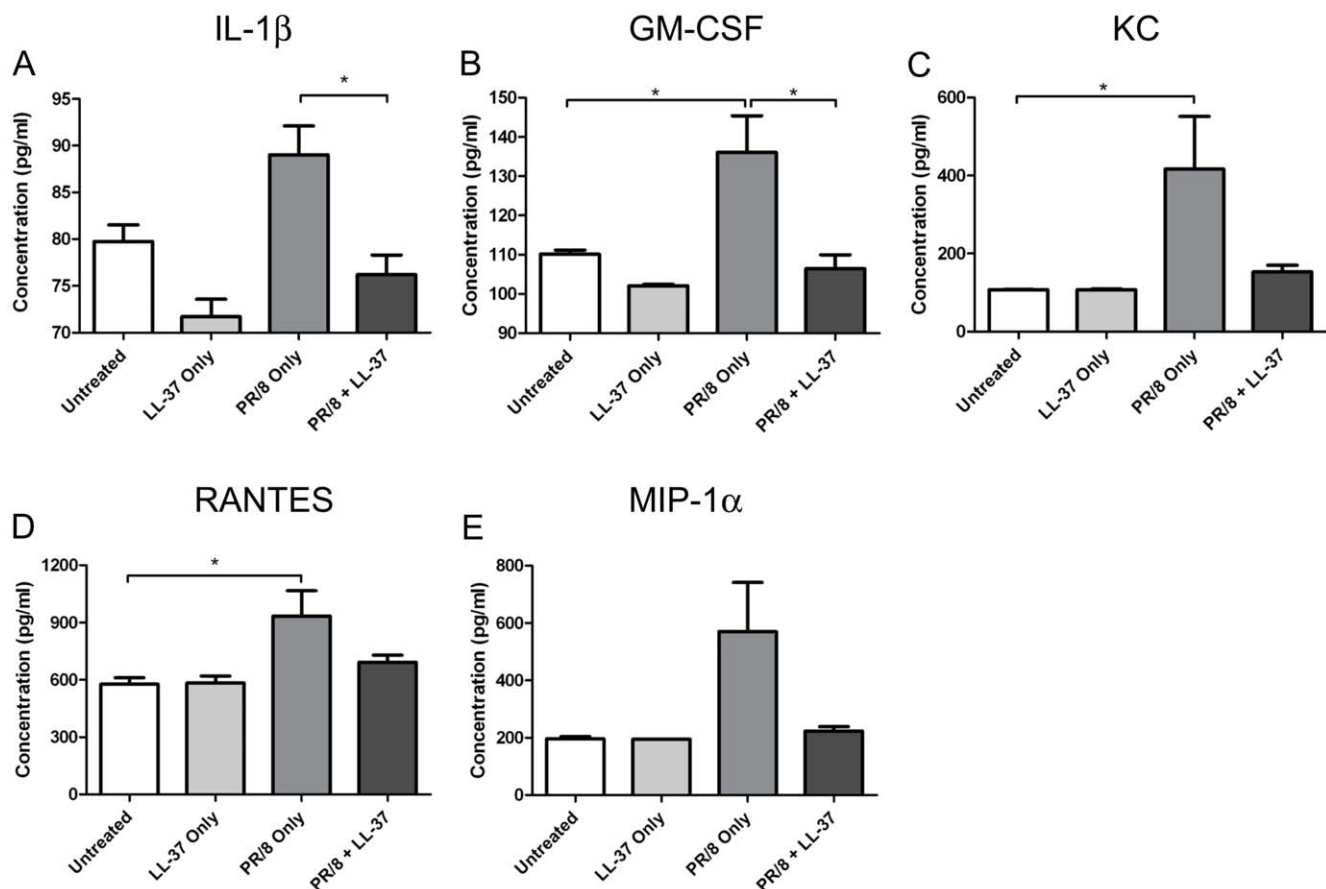 IL-1β
GM-CSF
KC
A
B
C
Concentration (pg/ml)
95
90
85
80
75
70
*
Untreated
LL-37 Only
PR/8 Only
PR/8 + LL-37
Concentration (pg/ml)
150
140
130
120
110
100
90
*
*
Untreated
LL-37 Only
PR/8 Only
PR/8 + LL-37
Concentration (pg/ml)
600
400
200
0
*
Untreated
LL-37 Only
PR/8 Only
PR/8 + LL-37
RANTES
MIP-1α
D
E
Concentration (pg/ml)
1200
900
600
300
0
*
Untreated
LL-37 Only
PR/8 Only
PR/8 + LL-37
Concentration (pg/ml)
800
600
400
200
0
Untreated
LL-37 Only
PR/8 Only
PR/8 + LL-37